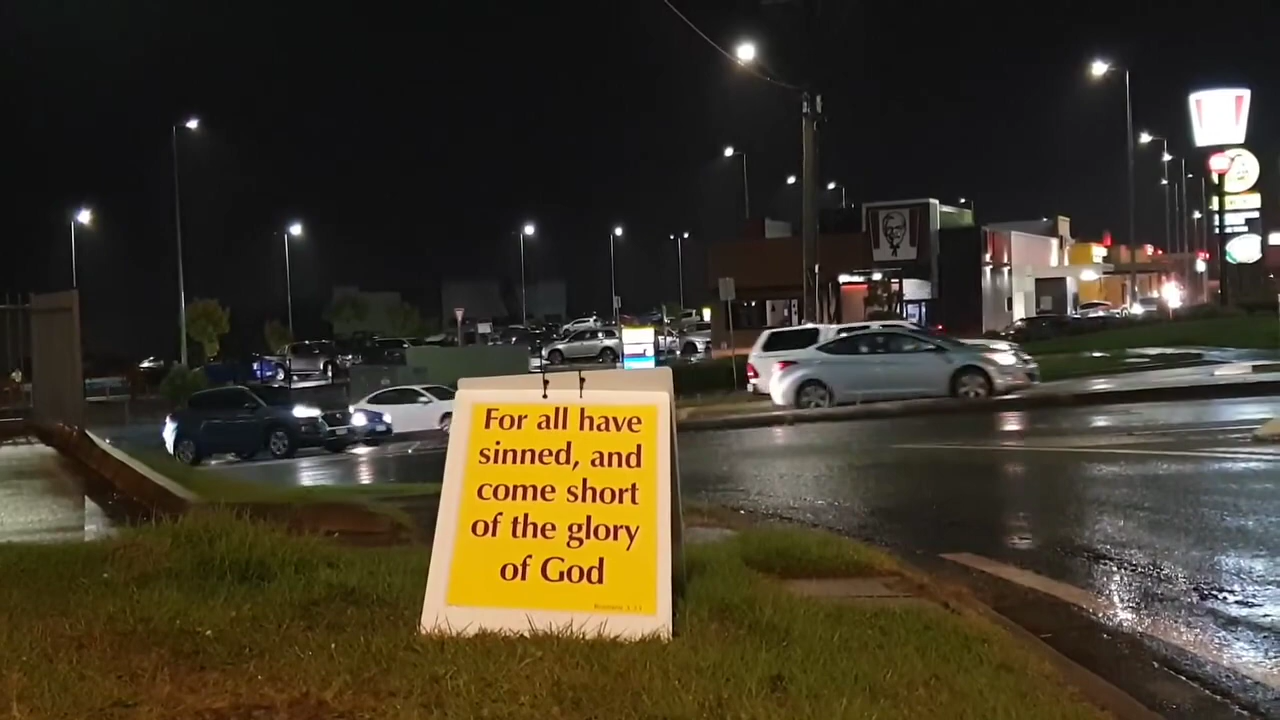 For all have
sinned, and
come short
of the glory
of God